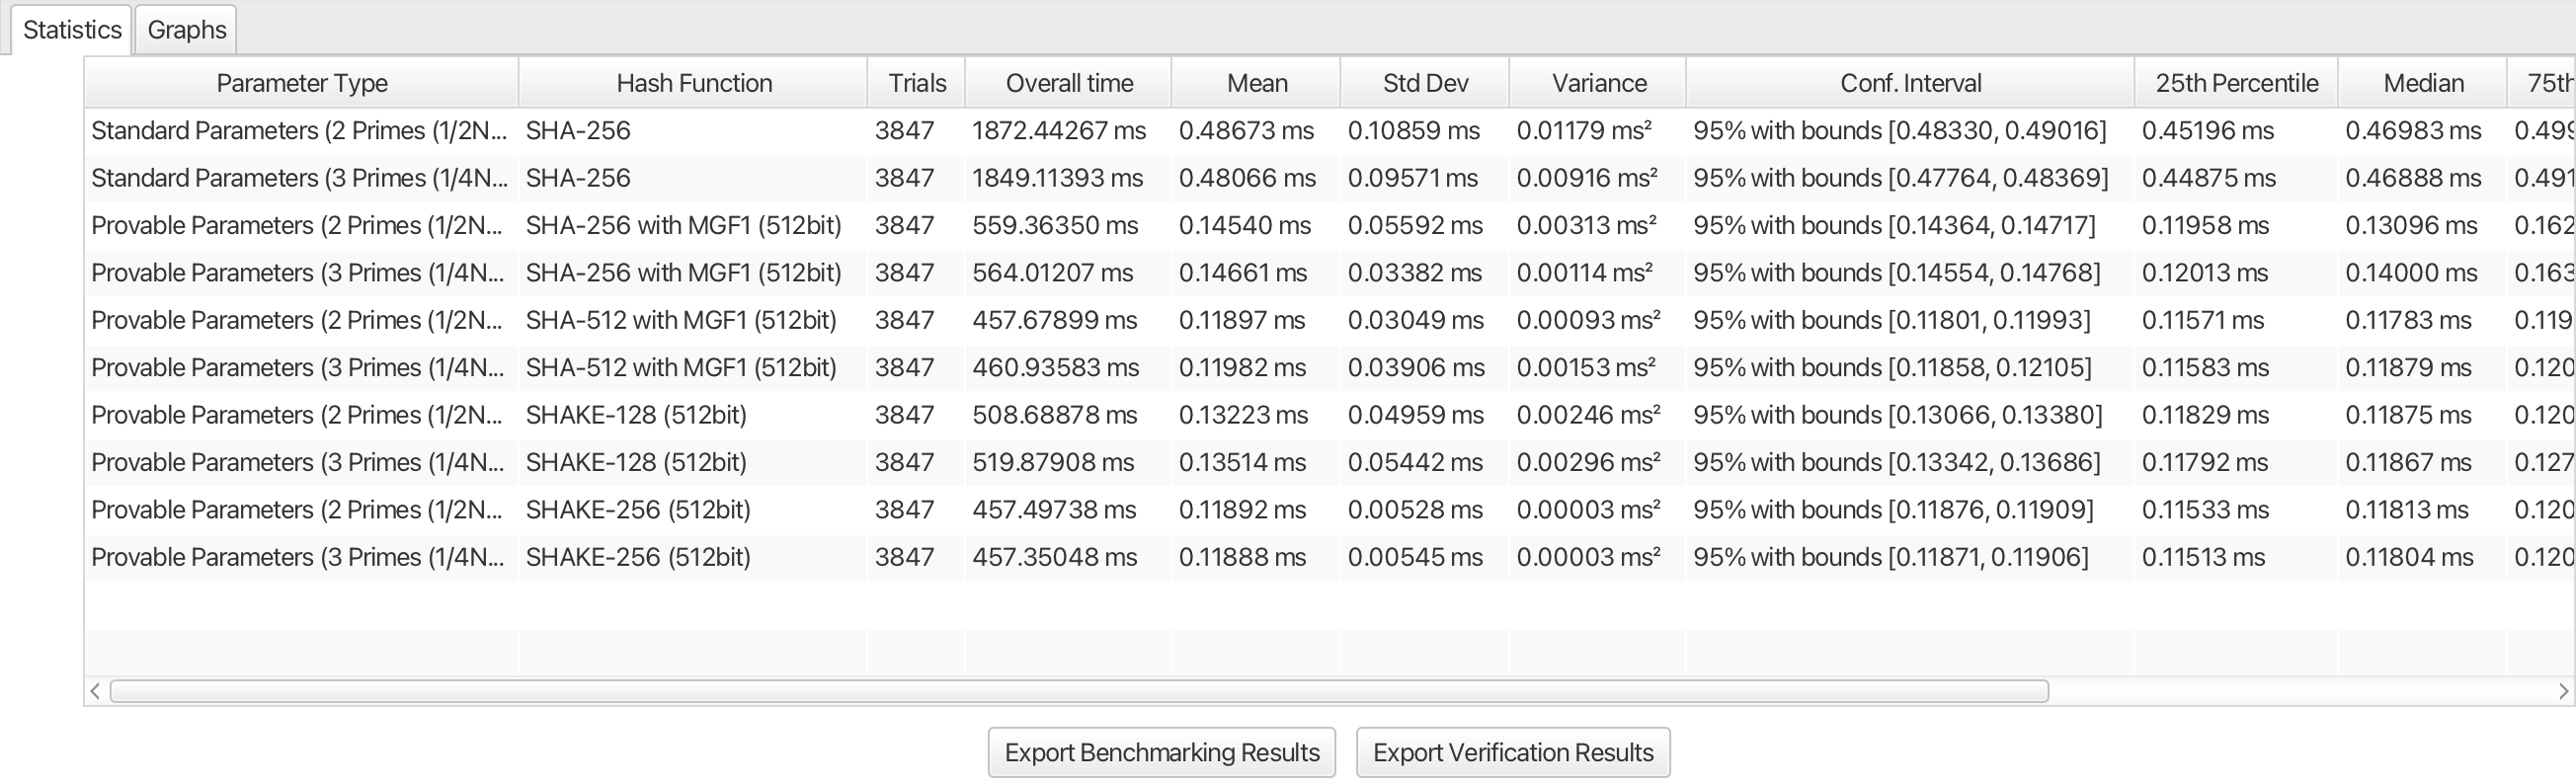 Statistics Graphs
Parameter Type Hash Function Trials Overall time Mean Std Dev Variance Conf. Interval 25th Percentile Median 75th
Standard Parameters (2 Primes (1/2N... SHA-256 3847 1872.44267 ms 0.48673 ms 0.10859 ms 0.01179 ms² 95% with bounds [0.48330, 0.49016] 0.45196 ms 0.46983 ms 0.499
Standard Parameters (3 Primes (1/4N... SHA-256 3847 1849.11393 ms 0.48066 ms 0.09571 ms 0.00916 ms² 95% with bounds [0.47764, 0.48369] 0.44875 ms 0.46888 ms 0.491
Provable Parameters (2 Primes (1/2N... SHA-256 with MGF1 (512bit) 3847 559.36350 ms 0.14540 ms 0.05592 ms 0.00313 ms² 95% with bounds [0.14364, 0.14717] 0.11958 ms 0.13096 ms 0.162
Provable Parameters (3 Primes (1/4N... SHA-256 with MGF1 (512bit) 3847 564.01207 ms 0.14661 ms 0.03382 ms 0.00114 ms² 95% with bounds [0.14554, 0.14768] 0.12013 ms 0.14000 ms 0.163
Provable Parameters (2 Primes (1/2N... SHA-512 with MGF1 (512bit) 3847 457.67899 ms 0.11897 ms 0.03049 ms 0.00093 ms² 95% with bounds [0.11801, 0.11993] 0.11571 ms 0.11783 ms 0.119
Provable Parameters (3 Primes (1/4N... SHA-512 with MGF1 (512bit) 3847 460.93583 ms 0.11982 ms 0.03906 ms 0.00153 ms² 95% with bounds [0.11858, 0.12105] 0.11583 ms 0.11879 ms 0.120
Provable Parameters (2 Primes (1/2N... SHAKE-128 (512bit) 3847 508.68878 ms 0.13223 ms 0.04959 ms 0.00246 ms² 95% with bounds [0.13066, 0.13380] 0.11829 ms 0.11875 ms 0.120
Provable Parameters (3 Primes (1/4N... SHAKE-128 (512bit) 3847 519.87908 ms 0.13514 ms 0.05442 ms 0.00296 ms² 95% with bounds [0.13342, 0.13686] 0.11792 ms 0.11867 ms 0.127
Provable Parameters (2 Primes (1/2N... SHAKE-256 (512bit) 3847 457.49738 ms 0.11892 ms 0.00528 ms 0.00003 ms² 95% with bounds [0.11876, 0.11909] 0.11533 ms 0.11813 ms 0.120
Provable Parameters (3 Primes (1/4N... SHAKE-256 (512bit) 3847 457.35048 ms 0.11888 ms 0.00545 ms 0.00003 ms² 95% with bounds [0.11871, 0.11906] 0.11513 ms 0.11804 ms 0.120
Export Benchmarking Results Export Verification Results